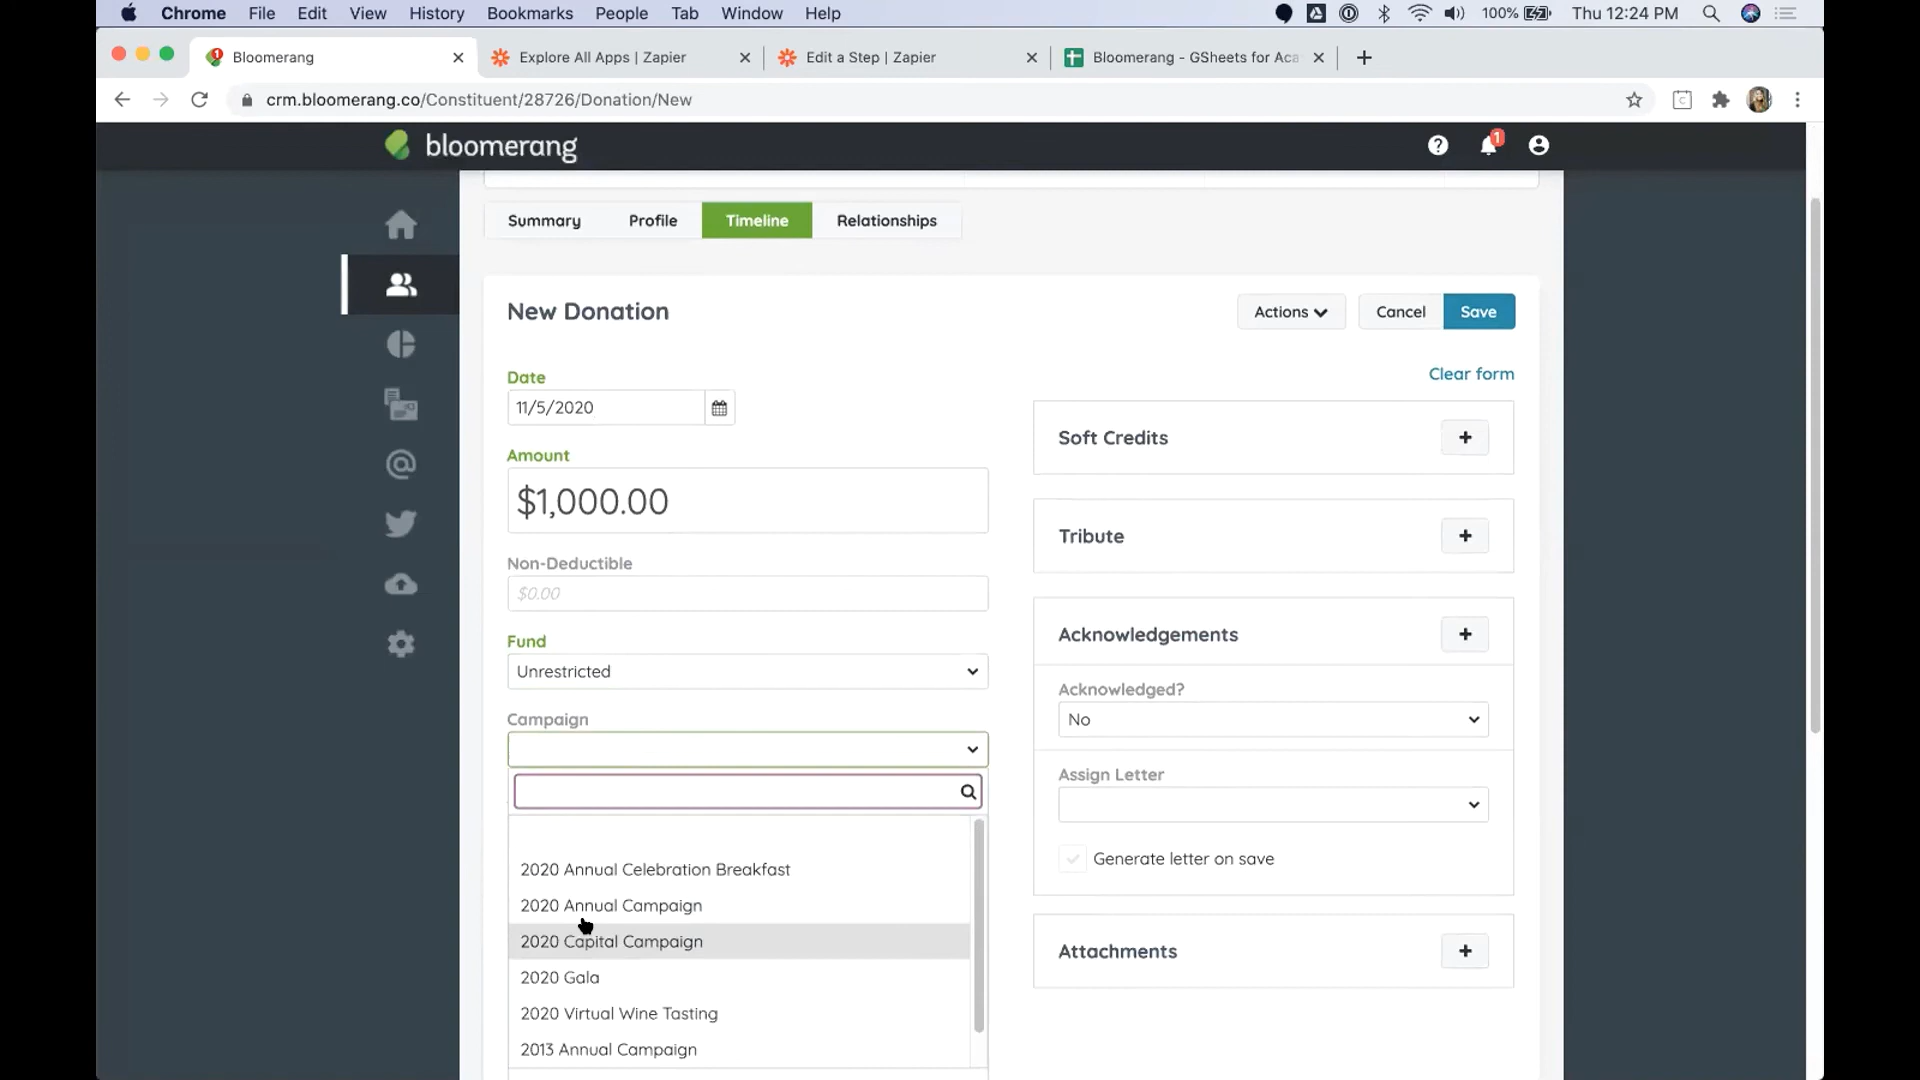 Chrome File Edit View History Bookmarks People Tab Window Help 100% Thu 12:24 PM
1 Bloomerang Explore All Apps | Zapier Edit a Step | Zapier Bloomerang - GSheets for Aca
crm.bloomerang.co/Constituent/28726/Donation/New
bloomerang ? 1
Summary Profile Timeline Relationships
New Donation Actions Cancel Save
Clear form
Date
11/5/2020
Amount
$1,000.00
Non-Deductible
$0.00
Fund
Unrestricted
Campaign
2020 Annual Celebration Breakfast
2020 Annual Campaign
2020 Capital Campaign
2020 Gala
2020 Virtual Wine Tasting
2013 Annual Campaign
Soft Credits +
Tribute +
Acknowledgements +
Acknowledged?
No
Assign Letter
Generate letter on save
Attachments +